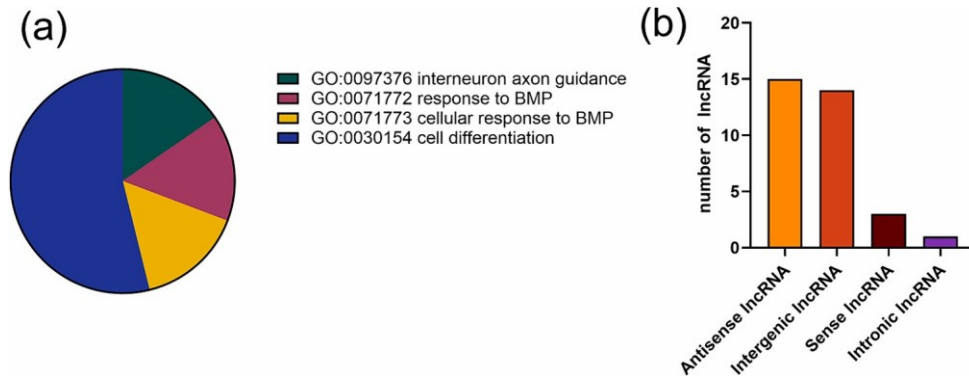 (a)
GO:0097376 interneuron axon guidance
GO:0071772 response to BMP
GO:0071773 cellular response to BMP
GO:0030154 cell differentiation
(b)
number of lncRNA
20
15
10
5
0
Antisense lncRNA
Intergenic lncRNA
Sense lncRNA
Intronic lncRNA